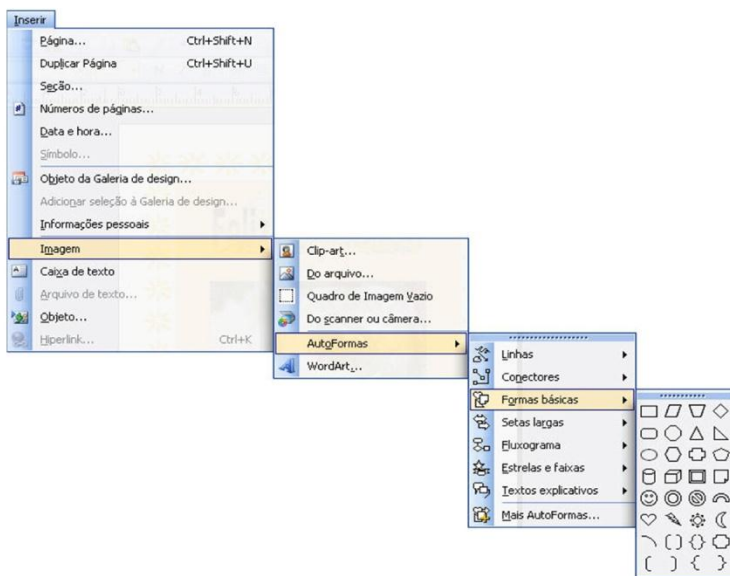 Inserir
Página... Ctrl+Shift+N
Duplicar Página Ctrl+Shift+U
Seção...
Números de páginas...
Data e hora...
Símbolo...
Objeto da Galeria de design...
Adicionar seleção à Galeria de design...
Informações pessoais
Imagem
Caixa de texto
Arquivo de texto...
Objeto...
Hiperlink... Ctrl+K
Clip-art...
Do arquivo...
Quadro de Imagem Vazio
Do scanner ou câmera...
AutoFormas
WordArt...
Linhas
Conectores
Formas básicas
Setas largas
Fluxograma
Estrelas e faixas
Textos explicativos
Mais AutoFormas...